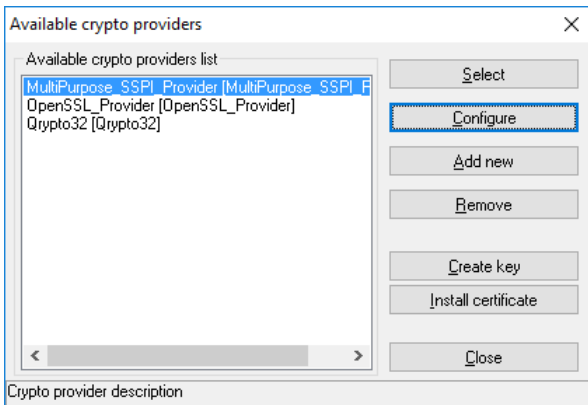 Available crypto providers
Available crypto providers list
MultiPurpose_SSPI_Provider [MultiPurpose_SSPI_F
OpenSSL_Provider [OpenSSL_Provider]
Qrypto32 [Qrypto32]
Select
Configure
Add new
Remove
Create key
Install certificate
Close
Crypto provider description